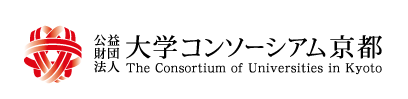 公益
財団
法人
大学コンソーシアム京都
The Consortium of Universities in Kyoto